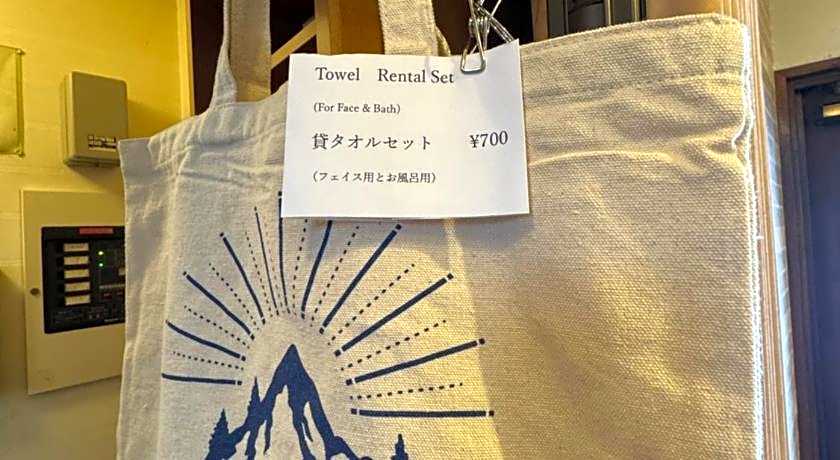 Towel Rental Set
(For Face & Bath)
貸タオルセット ¥700
(フェイス用とお風呂用)